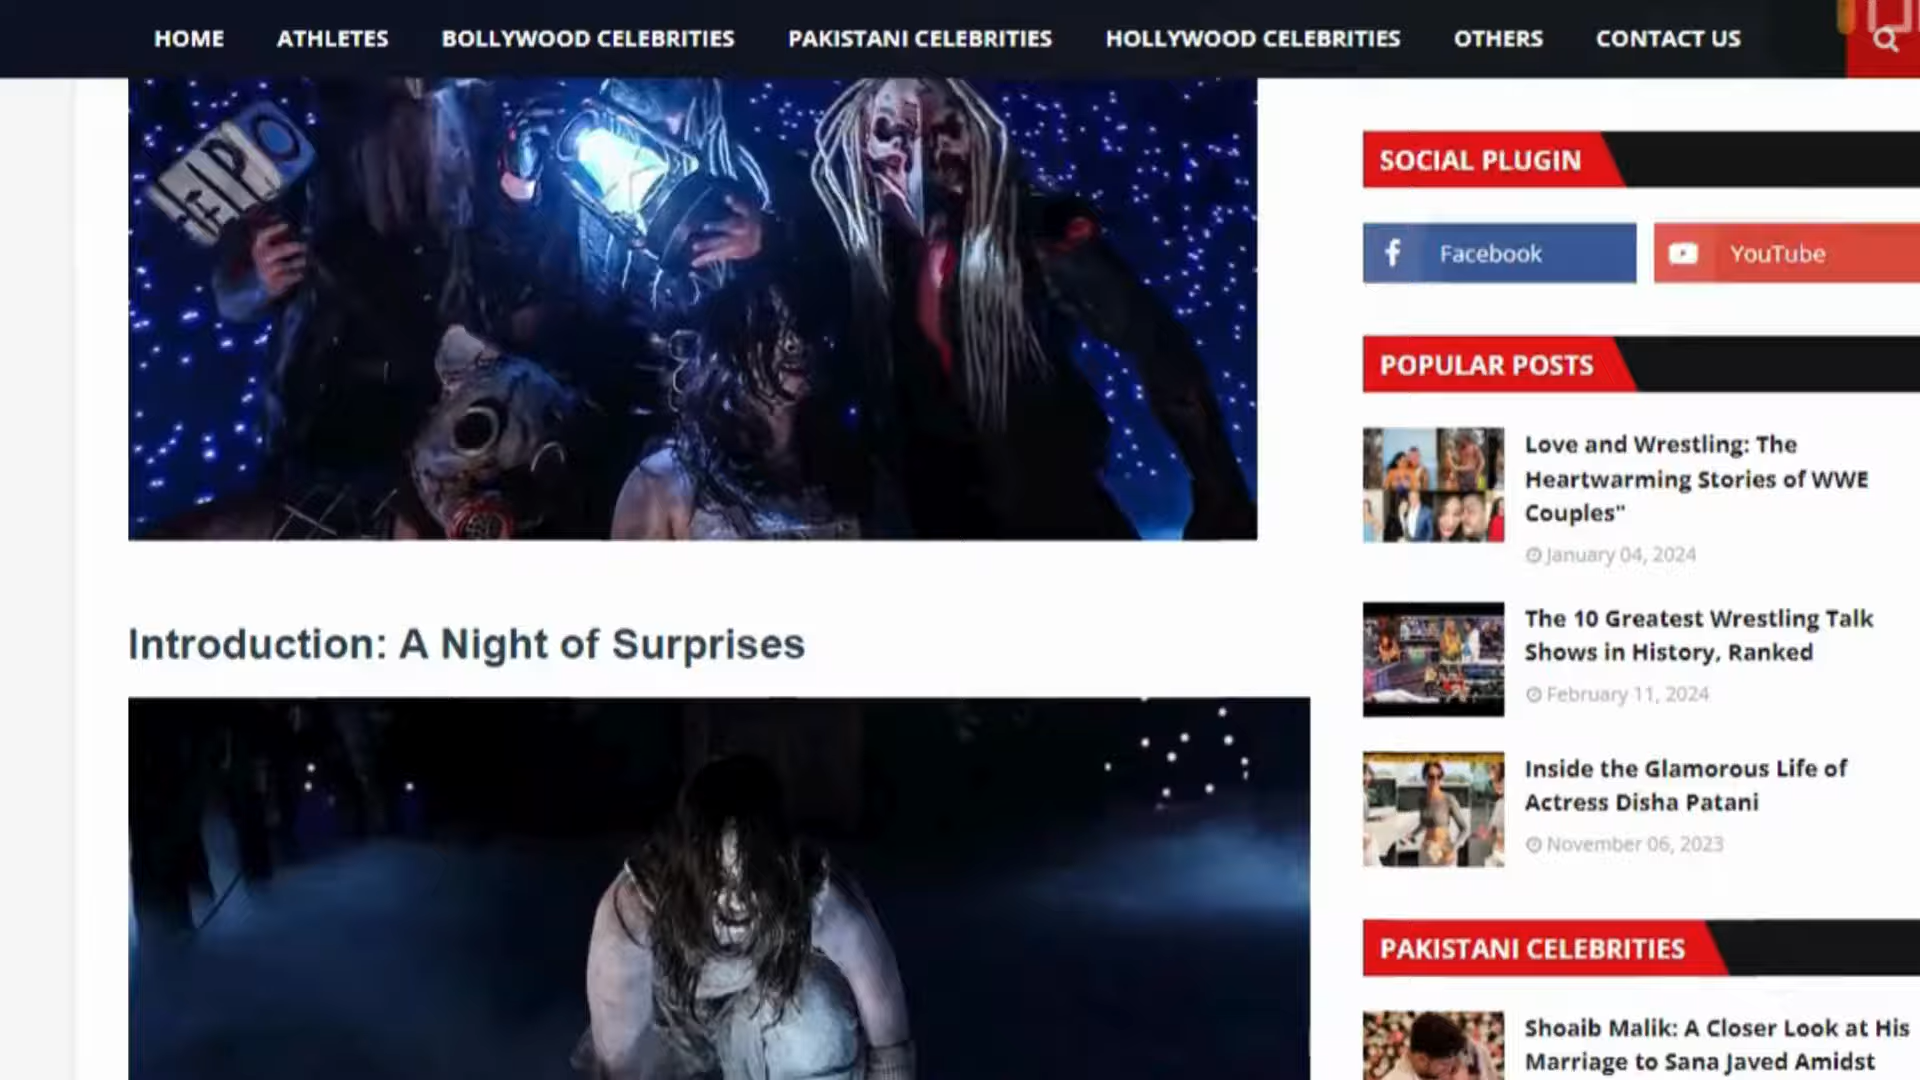 HOME
ATHLETES
BOLLYWOOD CELEBRITIES
PAKISTANI CELEBRITIES
HOLLYWOOD CELEBRITIES
OTHERS
CONTACT US
SOCIAL PLUGIN
Facebook
YouTube
POPULAR POSTS
Love and Wrestling: The
Heartwarming Stories of WWE
Couples"
January 04, 2024
The 10 Greatest Wrestling Talk
Shows in History, Ranked
February 11, 2024
Inside the Glamorous Life of
Actress Disha Patani
November 06, 2023
Introduction: A Night of Surprises
PAKISTANI CELEBRITIES
Shoaib Malik: A Closer Look at His
Marriage to Sana Javed Amidst